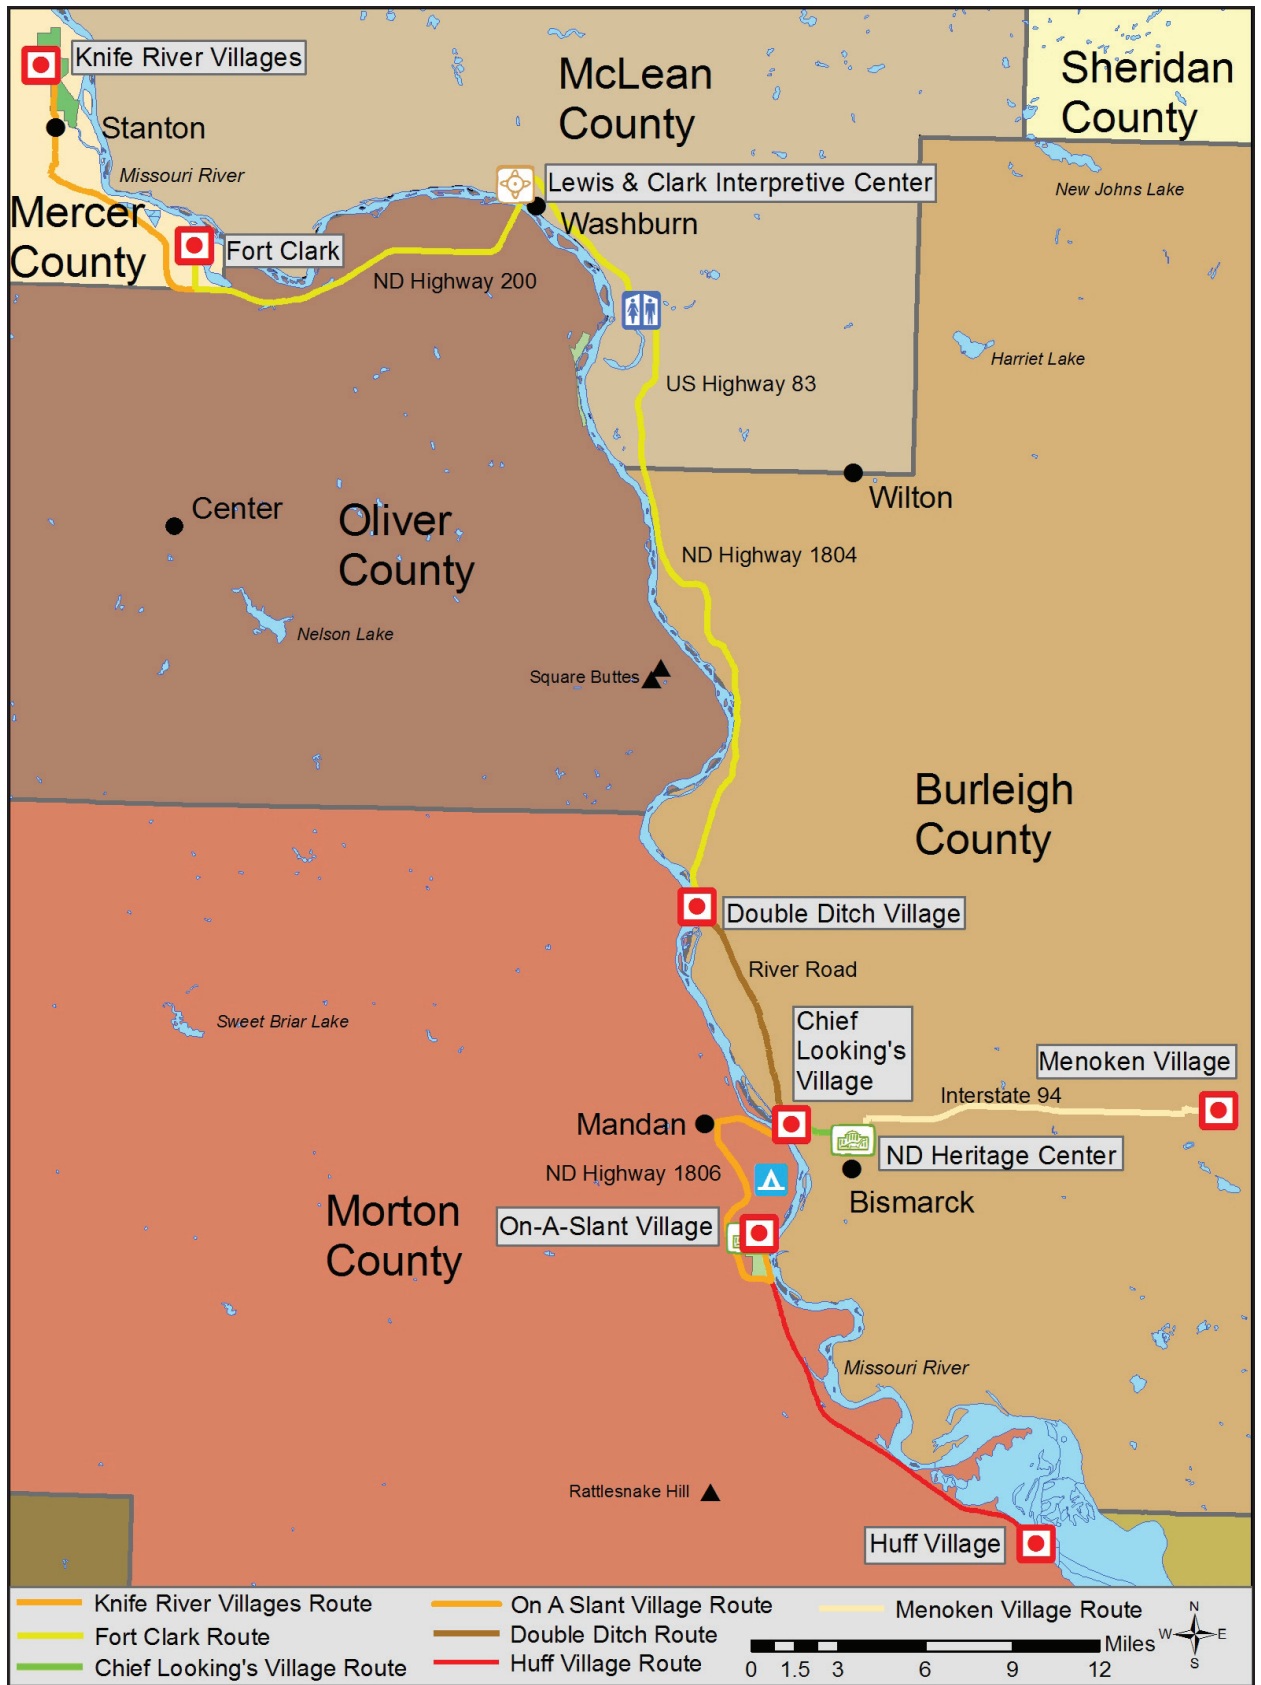 Knife River Villages
McLean
County
Sheridan
County
Stanton
Missouri River
Lewis & Clark Interpretive Center
New Johns Lake
Mercer
County
Washburn
Fort Clark
ND Highway 200
Harriet Lake
US Highway 83
Wilton
Center
Oliver
County
ND Highway 1804
Nelson Lake
Square Buttes
Burleigh
County
Double Ditch Village
River Road
Sweet Briar Lake
Chief
Looking's
Village
Menoken Village
Interstate 94
Mandan
ND Heritage Center
ND Highway 1806
Bismarck
Morton
County
On-A-Slant Village
Missouri River
Rattlesnake Hill
Huff Village
Knife River Villages Route
Fort Clark Route
Chief Looking's Village Route
On A Slant Village Route
Double Ditch Route
Huff Village Route
Menoken Village Route
Miles
0 1.5 3 6 9 12
N
W E
S